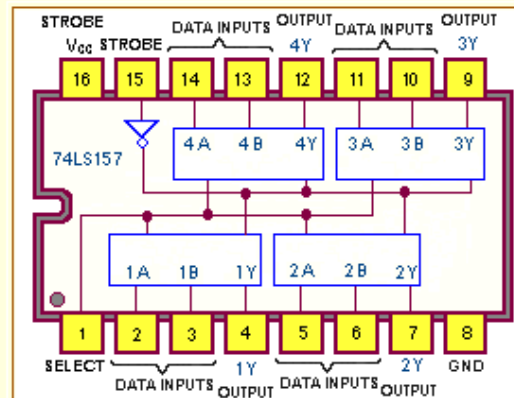 STROBE
DATA INPUTS OUTPUT DATA INPUTS OUTPUT
Vcc STROBE 4Y 3Y
16 15 14 13 12 11 10 9
74LS157
4A 4B 4Y 3A 3B 3Y
1A 1B 1Y 2A 2B 2Y
1 2 3 4 5 6 7 8
SELECT 1Y 2Y GND
DATA INPUTS OUTPUT DATA INPUTS OUTPUT